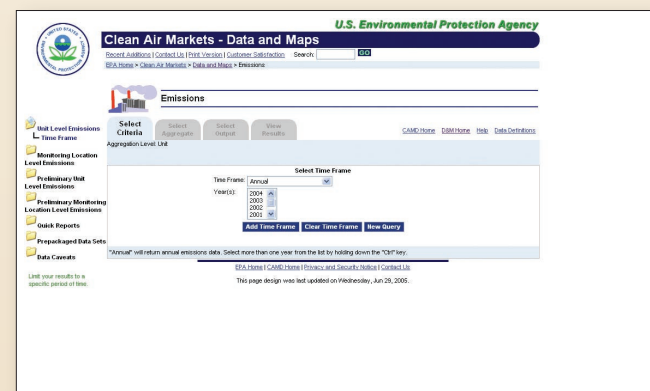 U.S. Environmental Protection Agency
Clean Air Markets - Data and Maps
Recent Additions | Contact Us | Print Version | Customer Satisfaction Search: GO
EPA Home > Clean Air Markets > Data and Maps > Emissions
Emissions
Select Criteria
Select Aggregate
Select Output
View Results
CAMD Home D&M Home Help Data Definitions
Aggregation Level: Unit
Unit Level Emissions
Time Frame
Monitoring Location
Level Emissions
Preliminary Unit
Level Emissions
Preliminary Monitoring
Location Level Emissions
Quick Reports
Prepackaged Data Sets
Data Caveats
Limit your results to a
specific period of time.
Select Time Frame
Time Frame: Annual
Year(s): 2004
2003
2002
2001
Add Time Frame Clear Time Frame New Query
"Annual" will return annual emissions data. Select more than one year from the list by holding down the "Ctrl" key.
EPA Home | CAMD Home | Privacy and Security Notice | Contact Us
This page design was last updated on Wednesday, Jun 29, 2005.